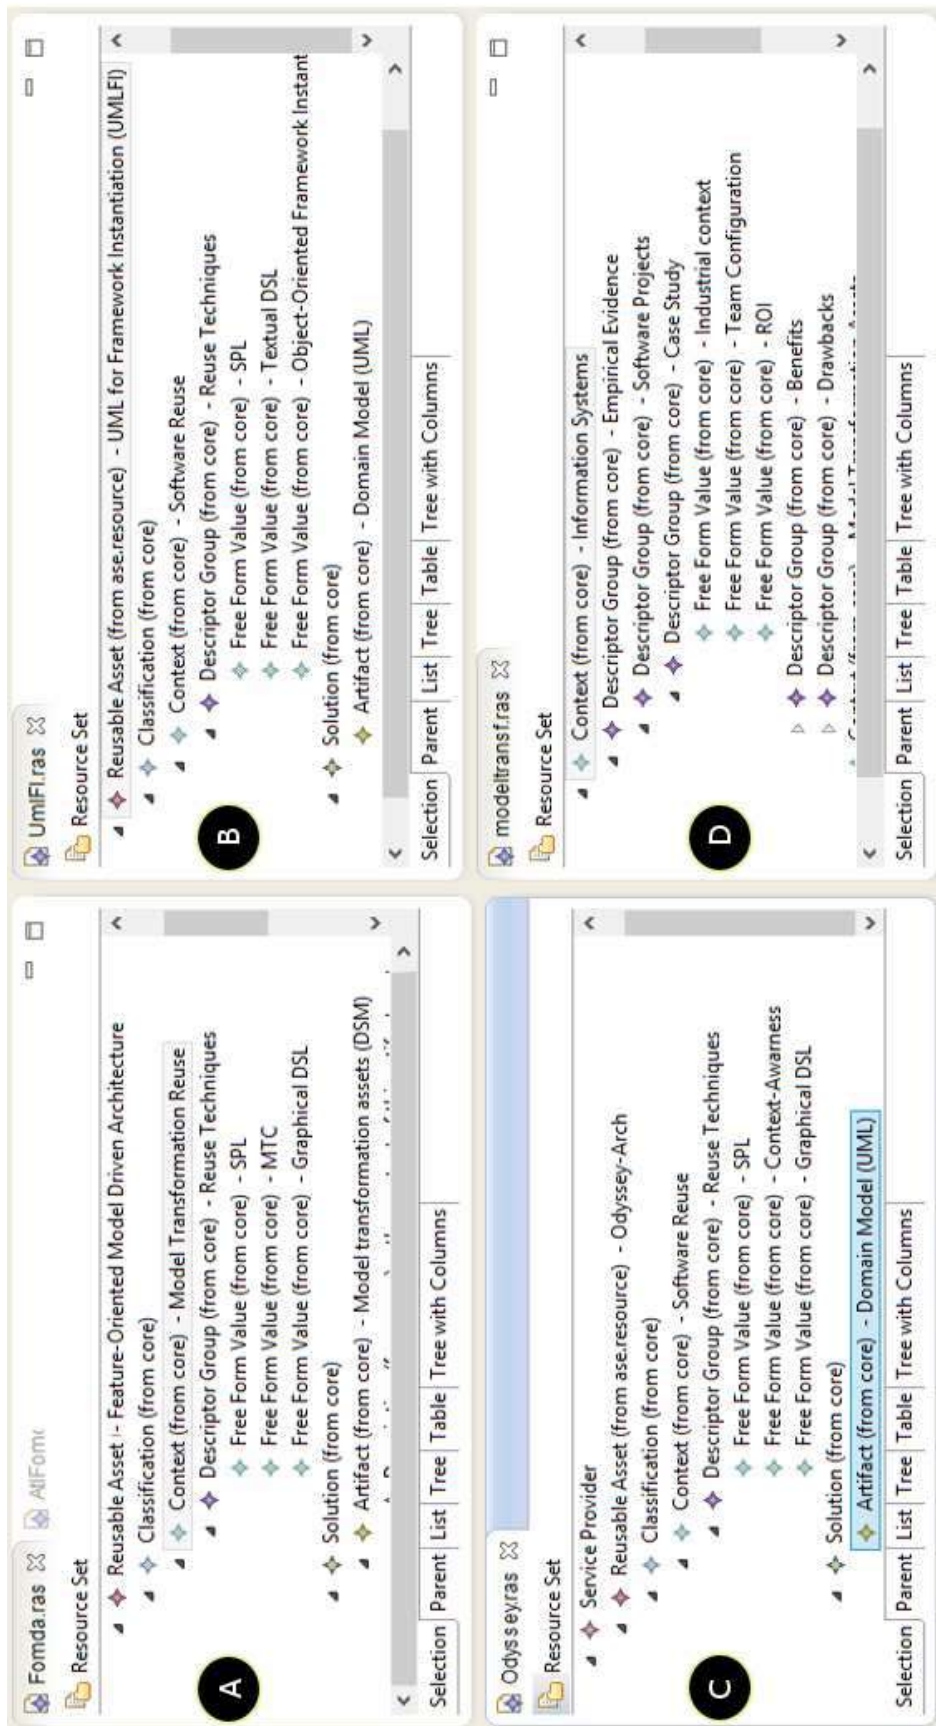 Fomda.ras AtlFomd
Resource Set
Reusable Asset - Feature-Oriented Model Driven Architecture
Classification (from core)
Context (from core) - Model Transformation Reuse
Descriptor Group (from core) - Reuse Techniques
Free Form Value (from core) - SPL
Free Form Value (from core) - MTC
Free Form Value (from core) - Graphical DSL
Solution (from core)
Artifact (from core) - Model transformation assets (DSM)
A
Selection Parent List Tree Table Tree with Columns
UmlFI.ras
Resource Set
Reusable Asset (from ase.resource) - UML for Framework Instantiation (UMLFI)
Classification (from core)
Context (from core) - Software Reuse
Descriptor Group (from core) - Reuse Techniques
Free Form Value (from core) - SPL
Free Form Value (from core) - Textual DSL
Free Form Value (from core) - Object-Oriented Framework Instant
Solution (from core)
Artifact (from core) - Domain Model (UML)
B
Selection Parent List Tree Table Tree with Columns
Odyssey.ras
Resource Set
Service Provider
Reusable Asset (from ase.resource) - Odyssey-Arch
Classification (from core)
Context (from core) - Software Reuse
Descriptor Group (from core) - Reuse Techniques
Free Form Value (from core) - SPL
Free Form Value (from core) - Context-Awarness
Free Form Value (from core) - Graphical DSL
Solution (from core)
Artifact (from core) - Domain Model (UML)
C
Selection Parent List Tree Table Tree with Columns
modeltransf.ras
Resource Set
Context (from core) - Information Systems
Descriptor Group (from core) - Empirical Evidence
Descriptor Group (from core) - Software Projects
Descriptor Group (from core) - Case Study
Free Form Value (from core) - Industrial context
Free Form Value (from core) - Team Configuration
Free Form Value (from core) - ROI
Descriptor Group (from core) - Benefits
Descriptor Group (from core) - Drawbacks
D
Selection Parent List Tree Table Tree with Columns